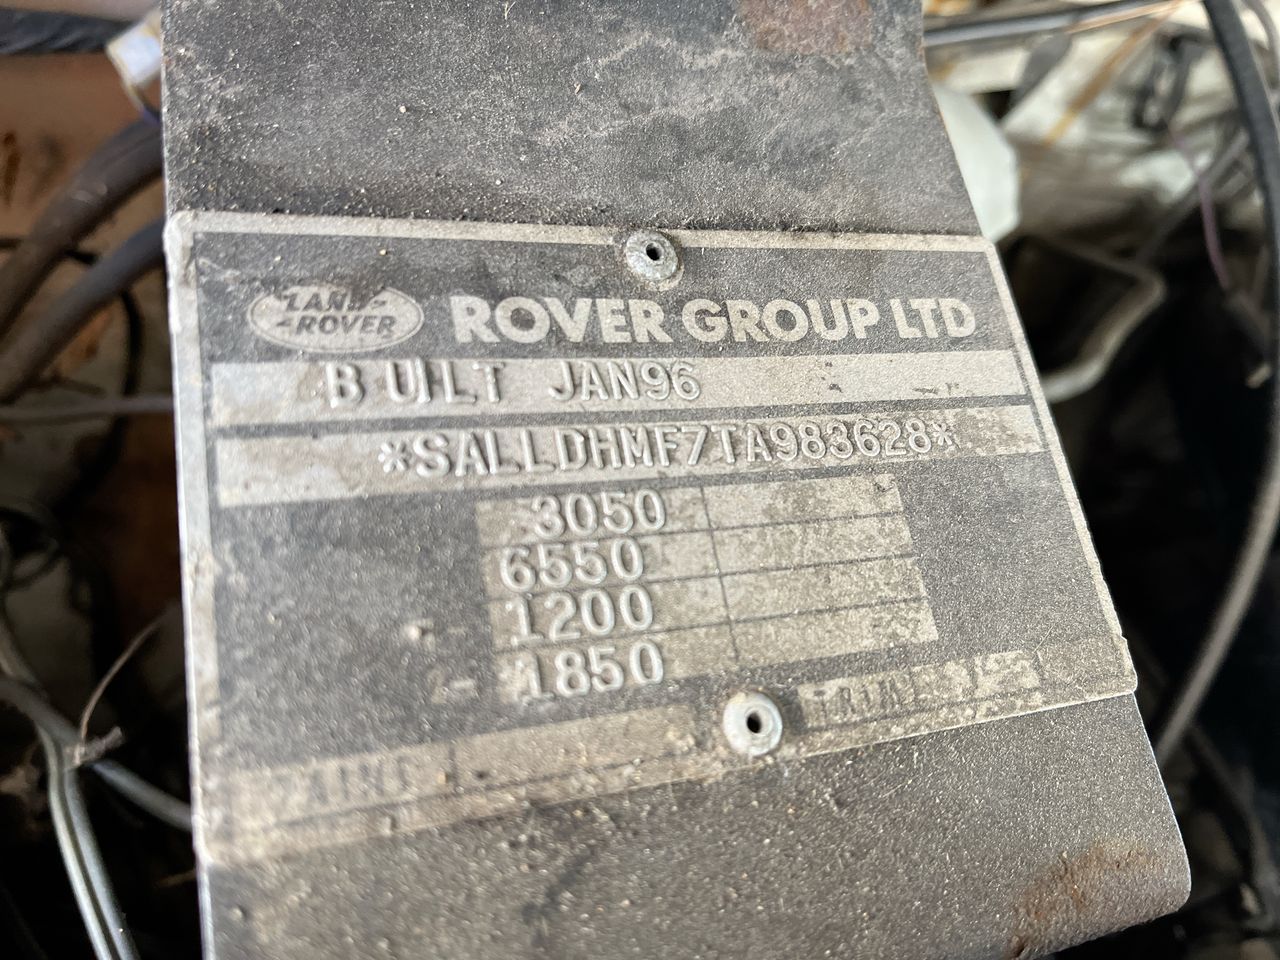 LAND-
-ROVER
ROVER GROUP LTD
BUILT JAN96
*SALLDHMF7TA983628*
3050
6550
1200
1850